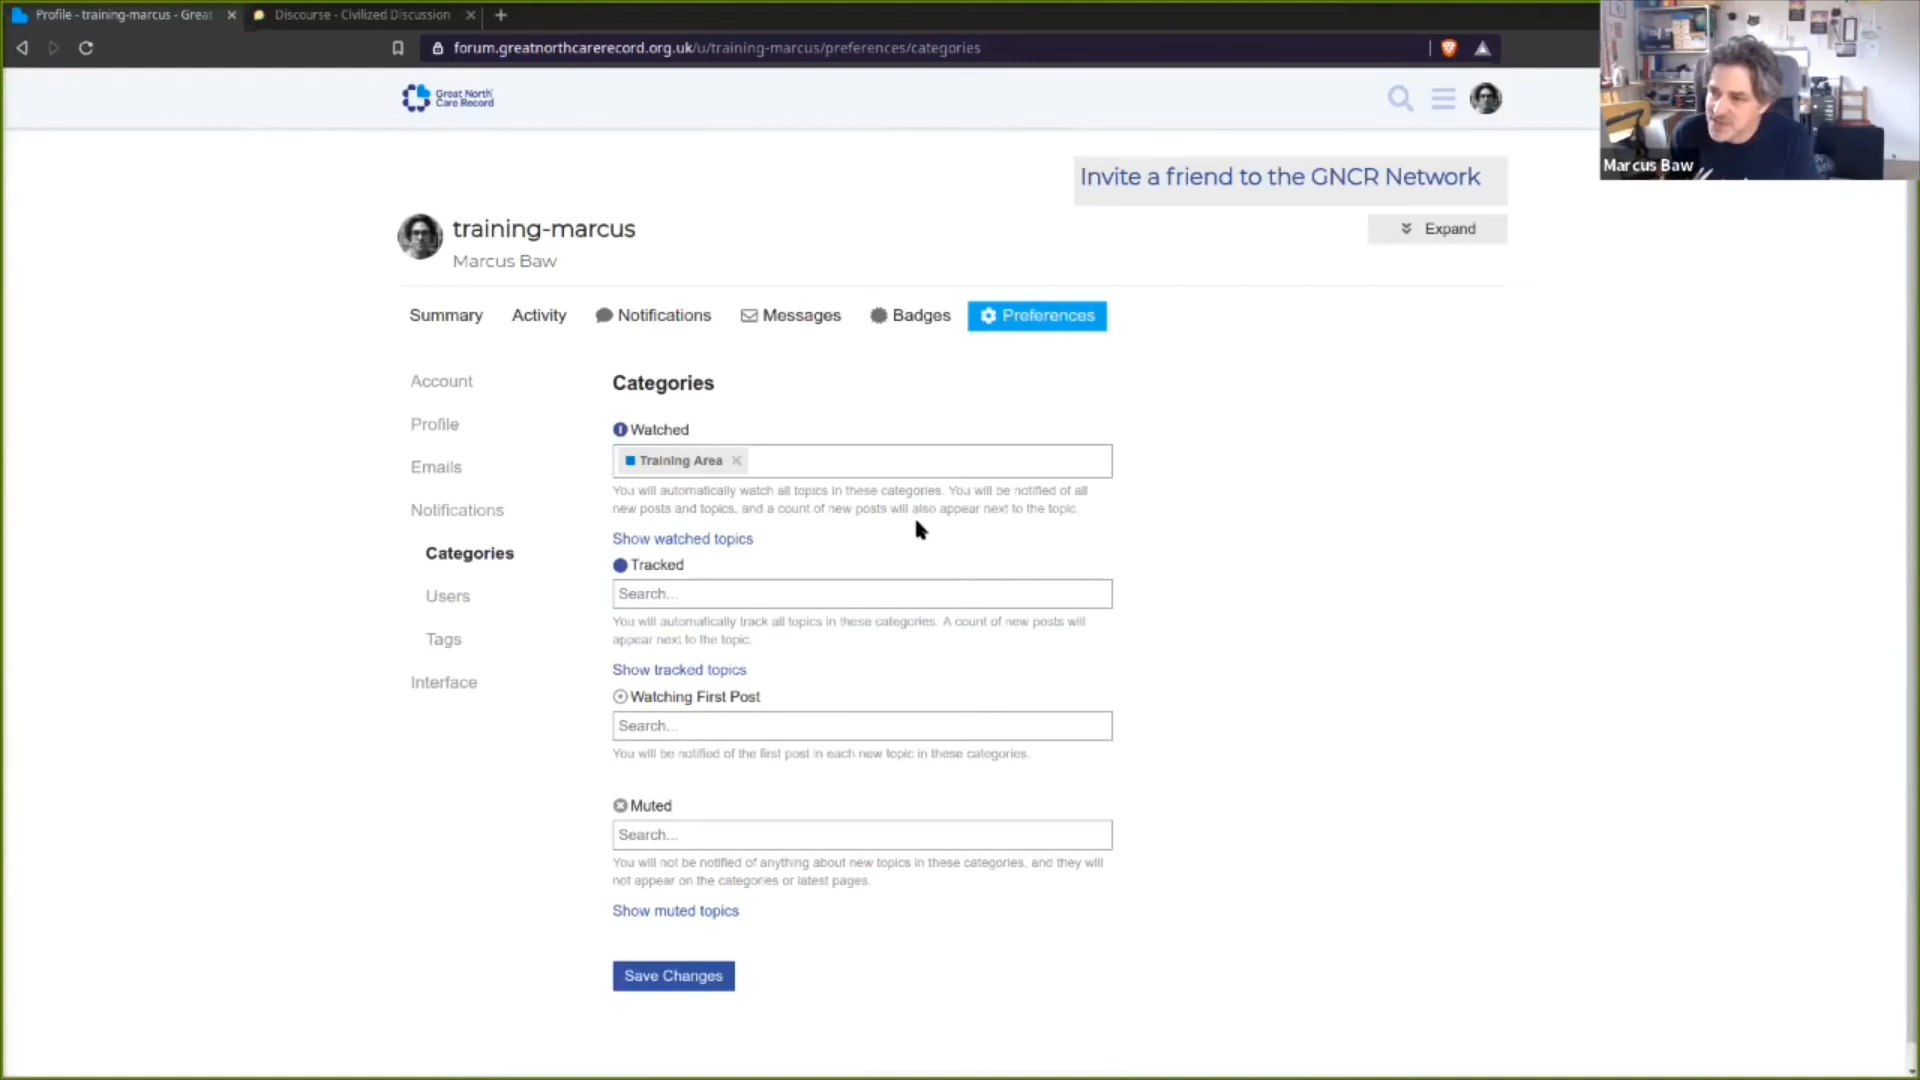 Profile - training-marcus - Great
Discourse - Civilized Discussion
forum.greatnorthcarerecord.org.uk/u/training-marcus/preferences/categories
Great North
Care Record
Marcus Baw
Invite a friend to the GNCR Network
training-marcus
Marcus Baw
Expand
Summary Activity Notifications Messages Badges Preferences
Account
Profile
Emails
Notifications
Categories
Users
Tags
Interface
Categories
Watched
Training Area
You will automatically watch all topics in these categories. You will be notified of all
new posts and topics, and a count of new posts will also appear next to the topic.
Show watched topics
Tracked
Search...
You will automatically track all topics in these categories. A count of new posts will
appear next to the topic.
Show tracked topics
Watching First Post
Search...
You will be notified of the first post in each new topic in these categories.
Muted
Search...
You will not be notified of anything about new topics in these categories, and they will
not appear on the categories or latest pages.
Show muted topics
Save Changes